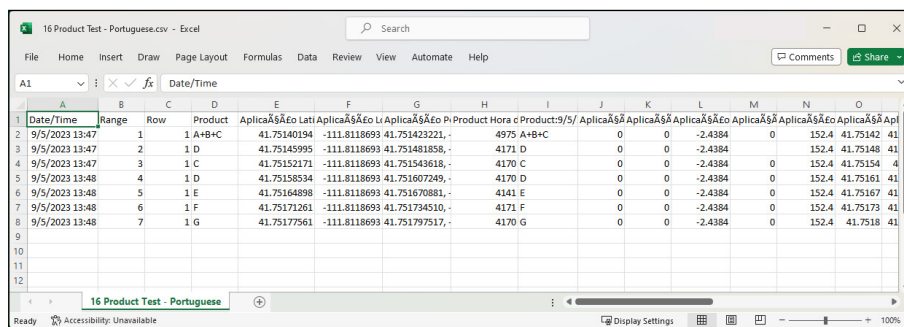 16 Product Test - Portuguese.csv - Excel
Search
File Home Insert Draw Page Layout Formulas Data Review View Automate Help Comments Share
A1 fx Date/Time
A B C D E F G H I J K L M N O
1 Date/Time Range Row Product AplicaÃ§Ã£o Lati AplicaÃ§Ã£o Lo AplicaÃ§Ã£o Po Product Hora d Product:9/5/ AplicaÃ§Ã AplicaÃ§Ã AplicaÃ§Ãc AplicaÃ§Ã AplicaÃ§Ãc AplicaÃ§Ã Apl
2 9/5/2023 13:47 1 1 A+B+C 41.75140194 -111.8118693 41.751423221, - 4975 A+B+C 0 0 -2.4384 152.4 41.75142 41
3 9/5/2023 13:47 2 1 D 41.75145995 -111.8118693 41.751481858, - 4171 D 0 0 -2.4384 152.4 41.75148 41
4 9/5/2023 13:47 3 1 C 41.75152171 -111.8118693 41.751543618, - 4170 C 0 0 -2.4384 0 152.4 41.75154 4
5 9/5/2023 13:48 4 1 D 41.75158534 -111.8118693 41.751607249, - 4170 D 0 0 -2.4384 0 152.4 41.75161 41
6 9/5/2023 13:48 5 1 E 41.75164898 -111.8118693 41.751670881, - 4141 E 0 0 -2.4384 0 152.4 41.75167 41
7 9/5/2023 13:48 6 1 F 41.75171261 -111.8118693 41.751734510, - 4171 F 0 0 -2.4384 0 152.4 41.75173 41
8 9/5/2023 13:48 7 1 G 41.75177561 -111.8118693 41.751797517, - 4170 G 0 0 -2.4384 0 152.4 41.7518 41
9
10
11
12
16 Product Test - Portuguese
Ready Accessibility: Unavailable Display Settings 100%